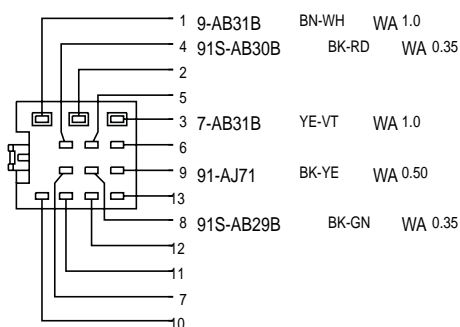 1 9-AB31B BN-WH WA 1.0
4 91S-AB30B BK-RD WA 0.35
2
5
3 7-AB31B YE-VT WA 1.0
6
9 91-AJ71 BK-YE WA 0.50
13
8 91S-AB29B BK-GN WA 0.35
12
11
7
10